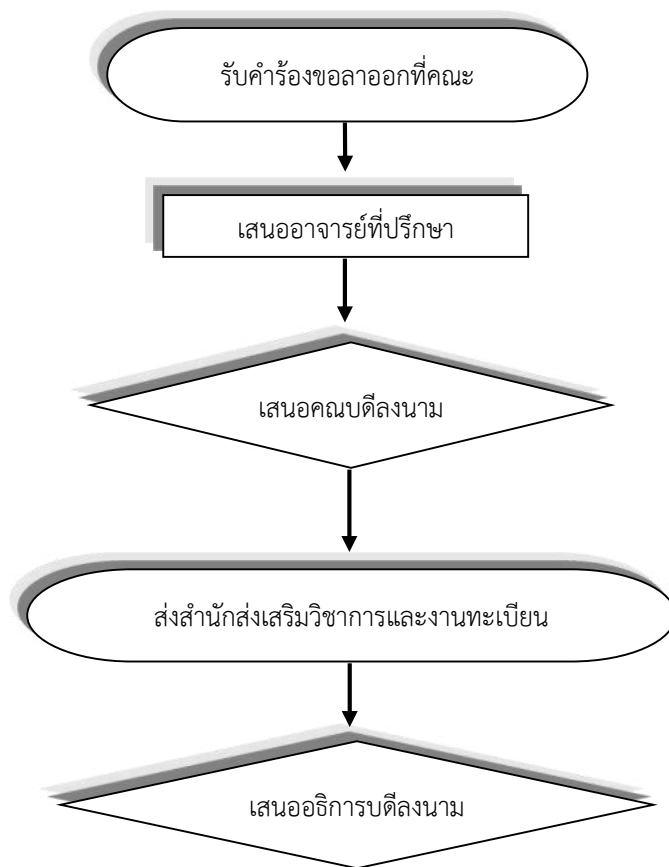 รับคำร้องขอลาออกที่คณะ
เสนออาจารย์ที่ปรึกษา
เสนอคณบดีลงนาม
ส่งสำนักส่งเสริมวิชาการและงานทะเบียน
เสนออธิการบดีลงนาม